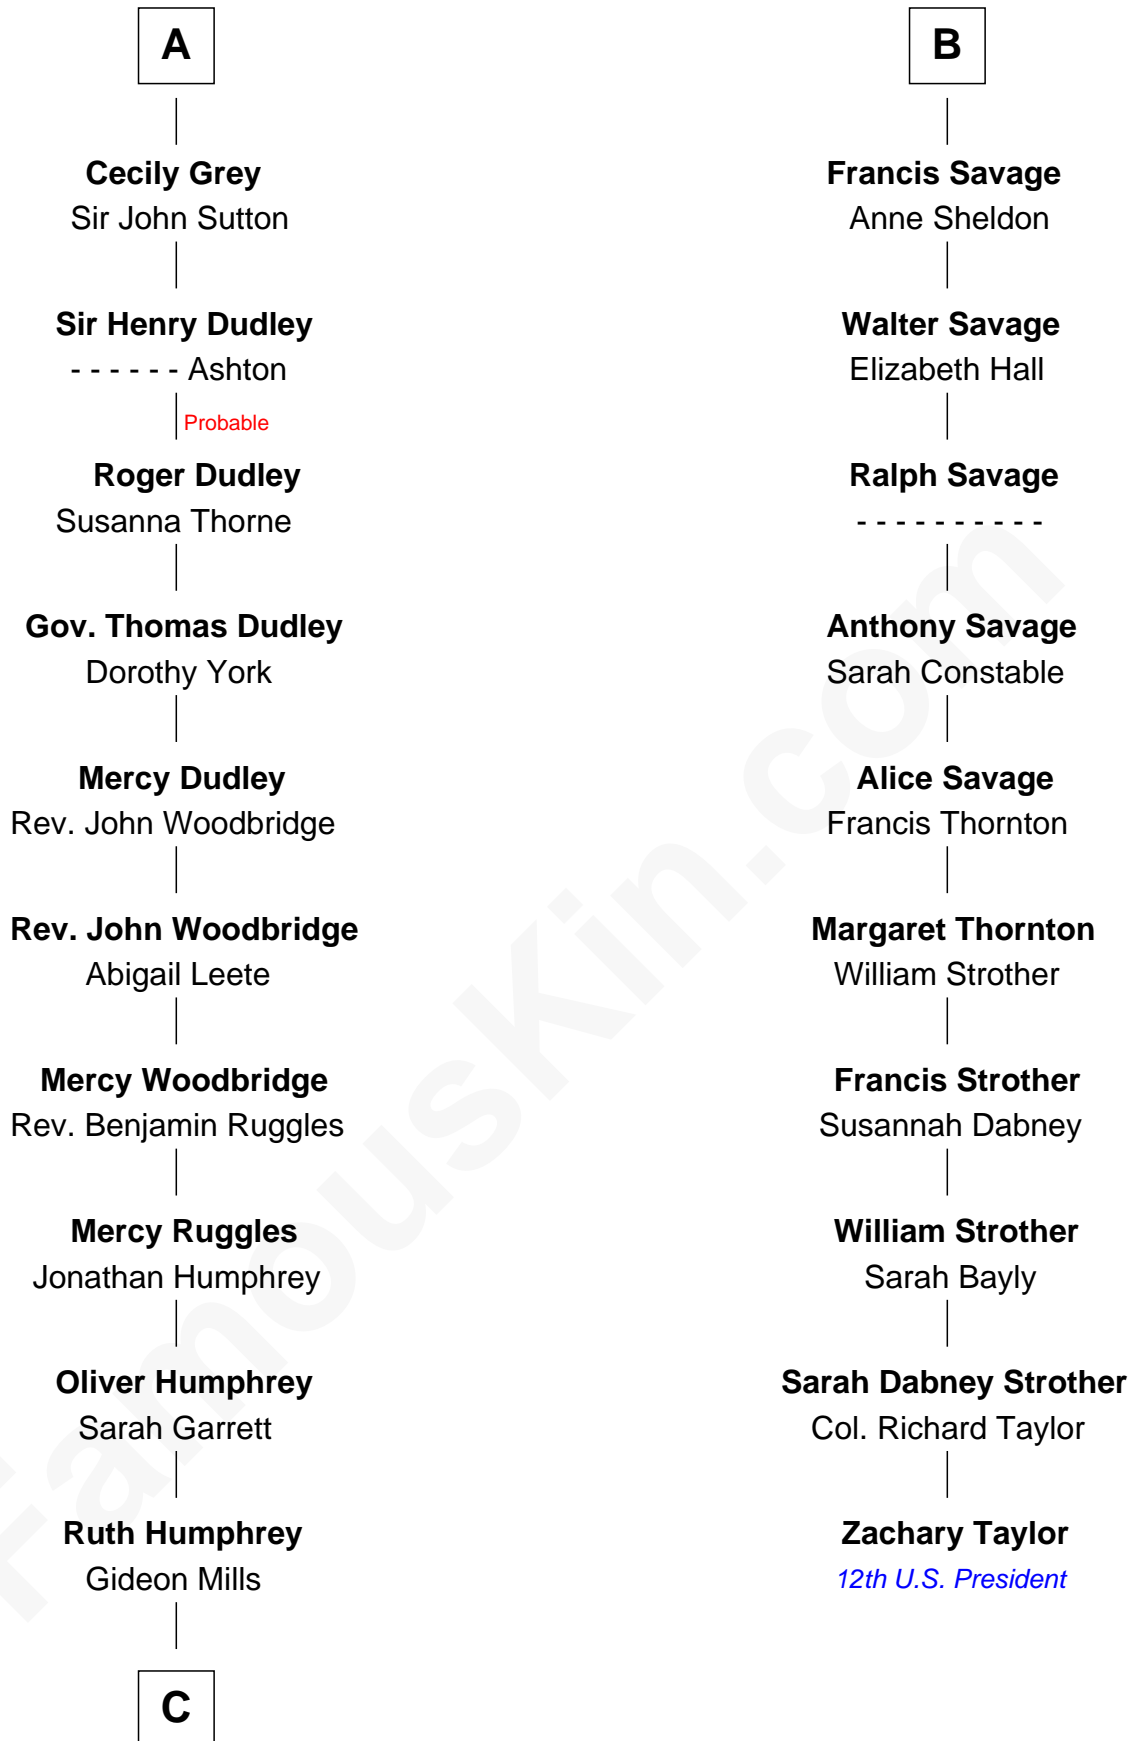 A
Cecily Grey
Sir John Sutton
Sir Henry Dudley
- - - - - - Ashton
Probable
Roger Dudley
Susanna Thorne
Gov. Thomas Dudley
Dorothy York
Mercy Dudley
Rev. John Woodbridge
Rev. John Woodbridge
Abigail Leete
Mercy Woodbridge
Rev. Benjamin Ruggles
Mercy Ruggles
Jonathan Humphrey
Oliver Humphrey
Sarah Garrett
Ruth Humphrey
Gideon Mills
C
B
Francis Savage
Anne Sheldon
Walter Savage
Elizabeth Hall
Ralph Savage
- - - - - - - - - -
Anthony Savage
Sarah Constable
Alice Savage
Francis Thornton
Margaret Thornton
William Strother
Francis Strother
Susannah Dabney
William Strother
Sarah Bayly
Sarah Dabney Strother
Col. Richard Taylor
Zachary Taylor
12th U.S. President
FamousKin.com